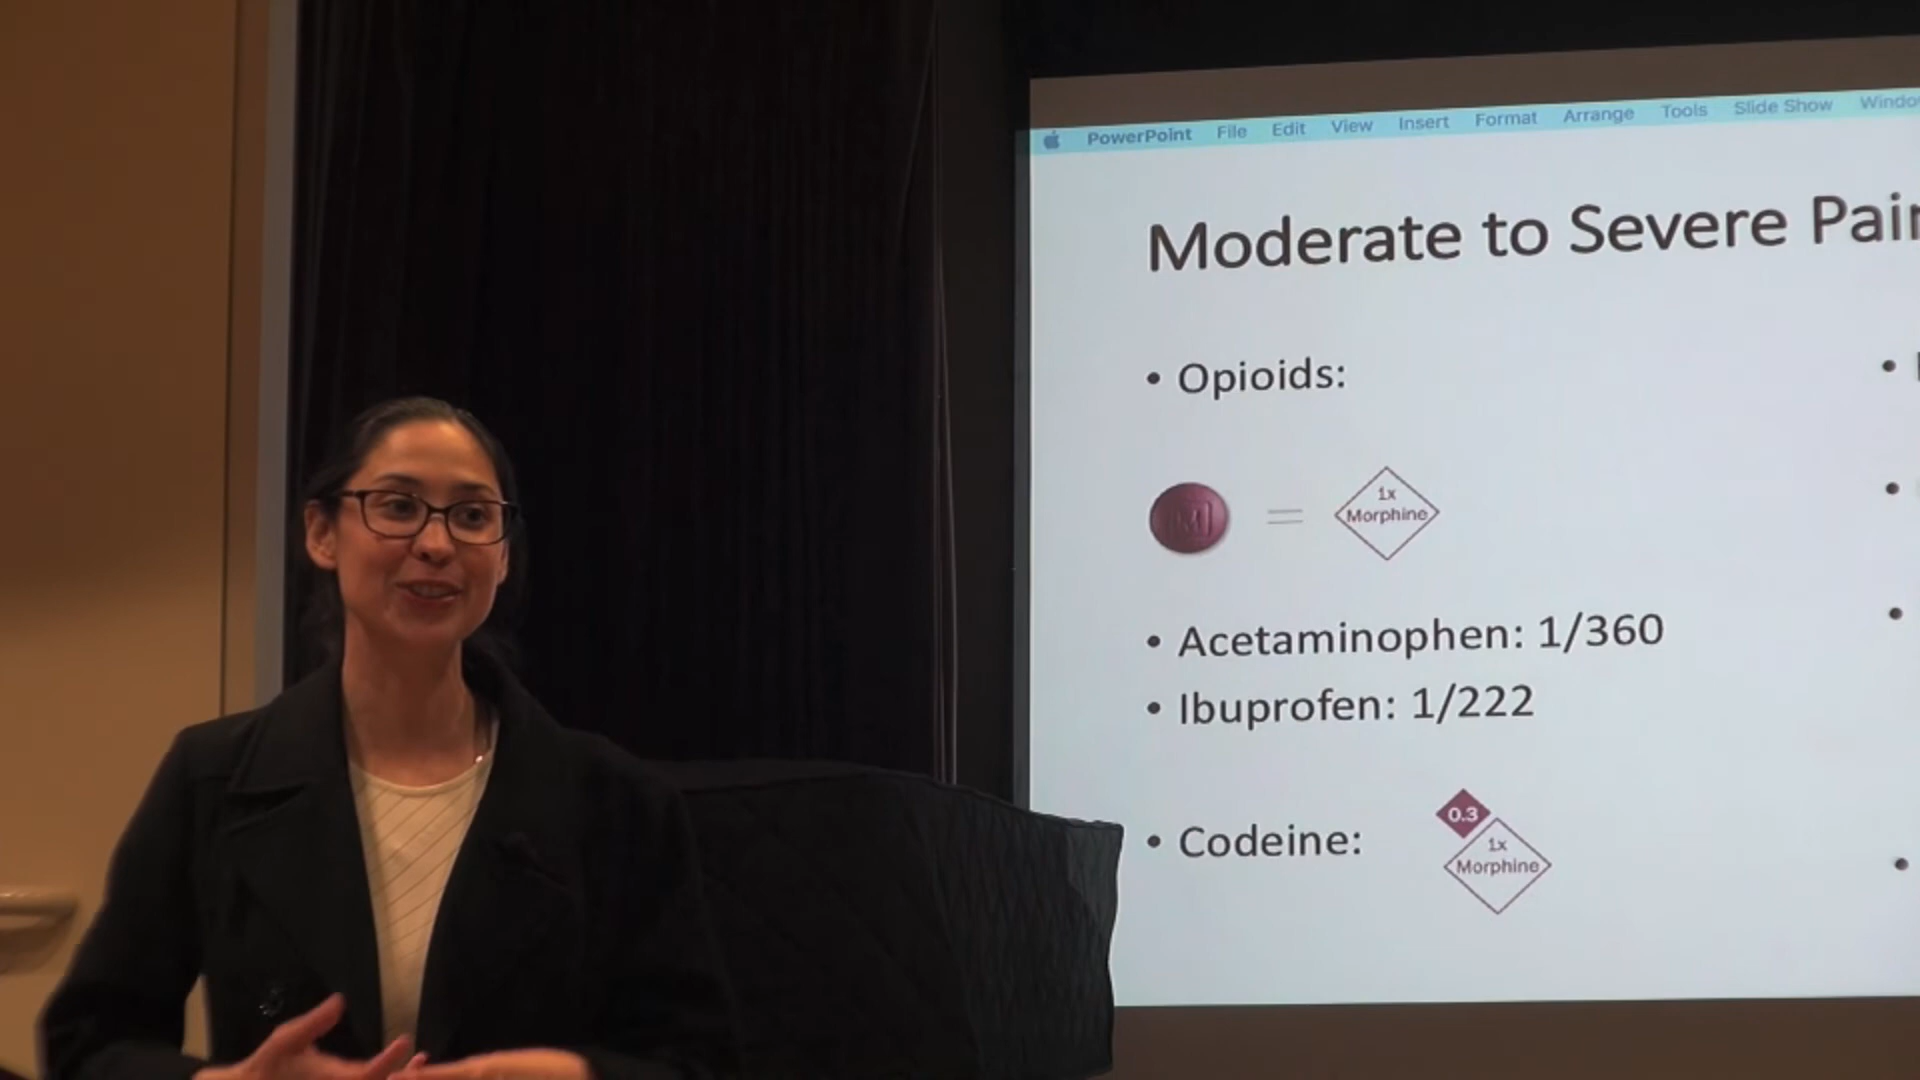 PowerPoint File Edit View Insert Format Arrange Tools Slide Show
Moderate to Severe
• Opioids:
M = 1x
Morphine
• Acetaminophen: 1/360
• Ibuprofen: 1/222
• Codeine:
0.3
1x
Morphine